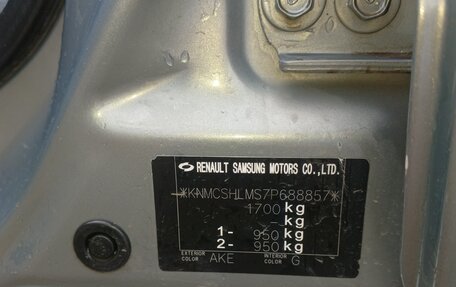 RENAULT SAMSUNG MOTORS CO.,LTD.
*KNMCSHLMS7P688857*
1700 kg
- kg
1- 950 kg
2- 950 kg
EXTERIOR COLOR AKE INTERIOR COLOR G